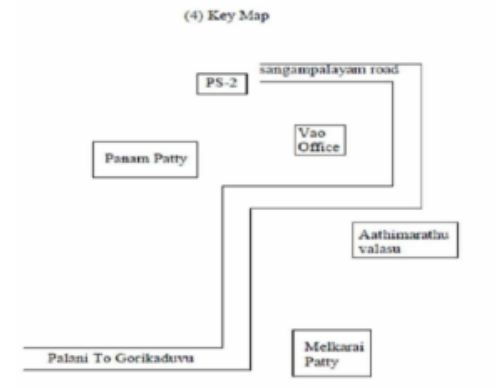 (4) Key Map
sangampalayam road
PS-2
Vao
Office
Panam Patty
Aathimarathu
valasu
Melkarai
Patty
Palani To Gorikaduvu